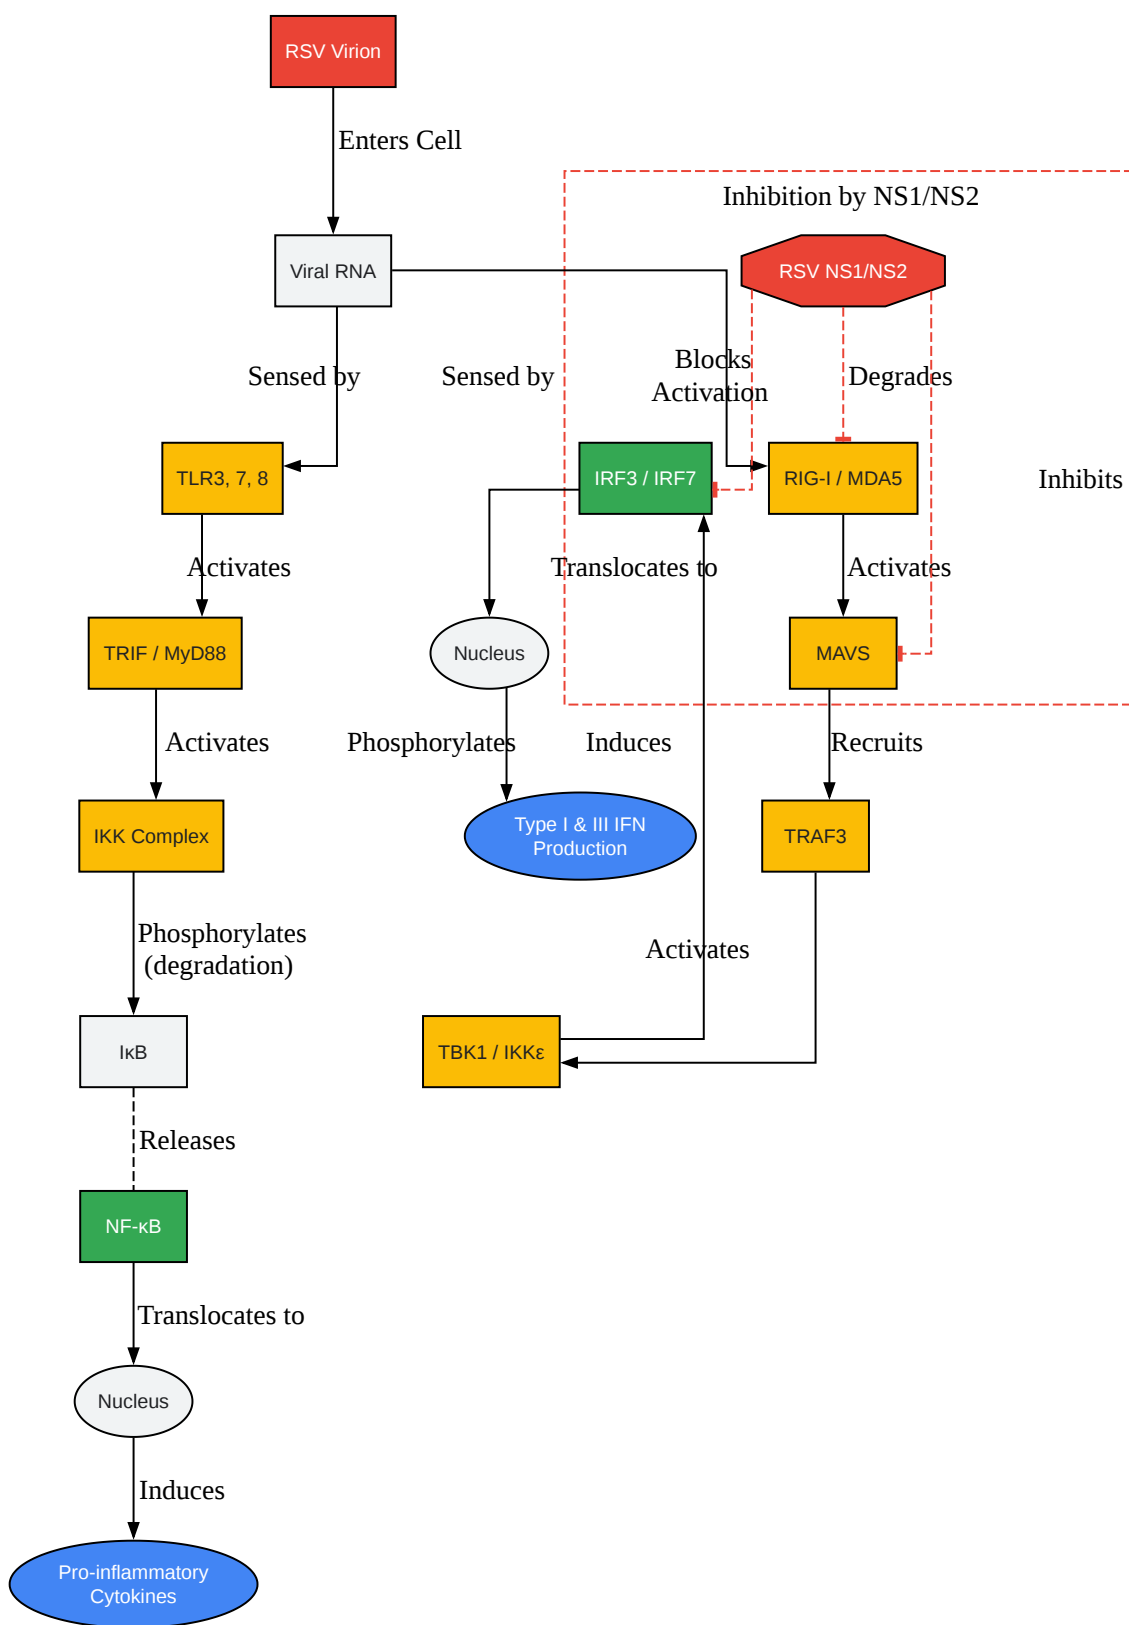 RSV Virion
Enters Cell
Inhibition by NS1/NS2
Viral RNA
RSV NS1/NS2
Sensed by
Sensed by
Blocks
Activation
Degrades
TLR3, 7, 8
IRF3 / IRF7
RIG-I / MDA5
Inhibits
Activates
Translocates to
Activates
TRIF / MyD88
Nucleus
MAVS
Activates
Phosphorylates
Induces
Recruits
IKK Complex
Type I & III IFN
Production
TRAF3
Phosphorylates
(degradation)
Activates
IκB
TBK1 / IKKε
Releases
NF-κB
Translocates to
Nucleus
Induces
Pro-inflammatory
Cytokines